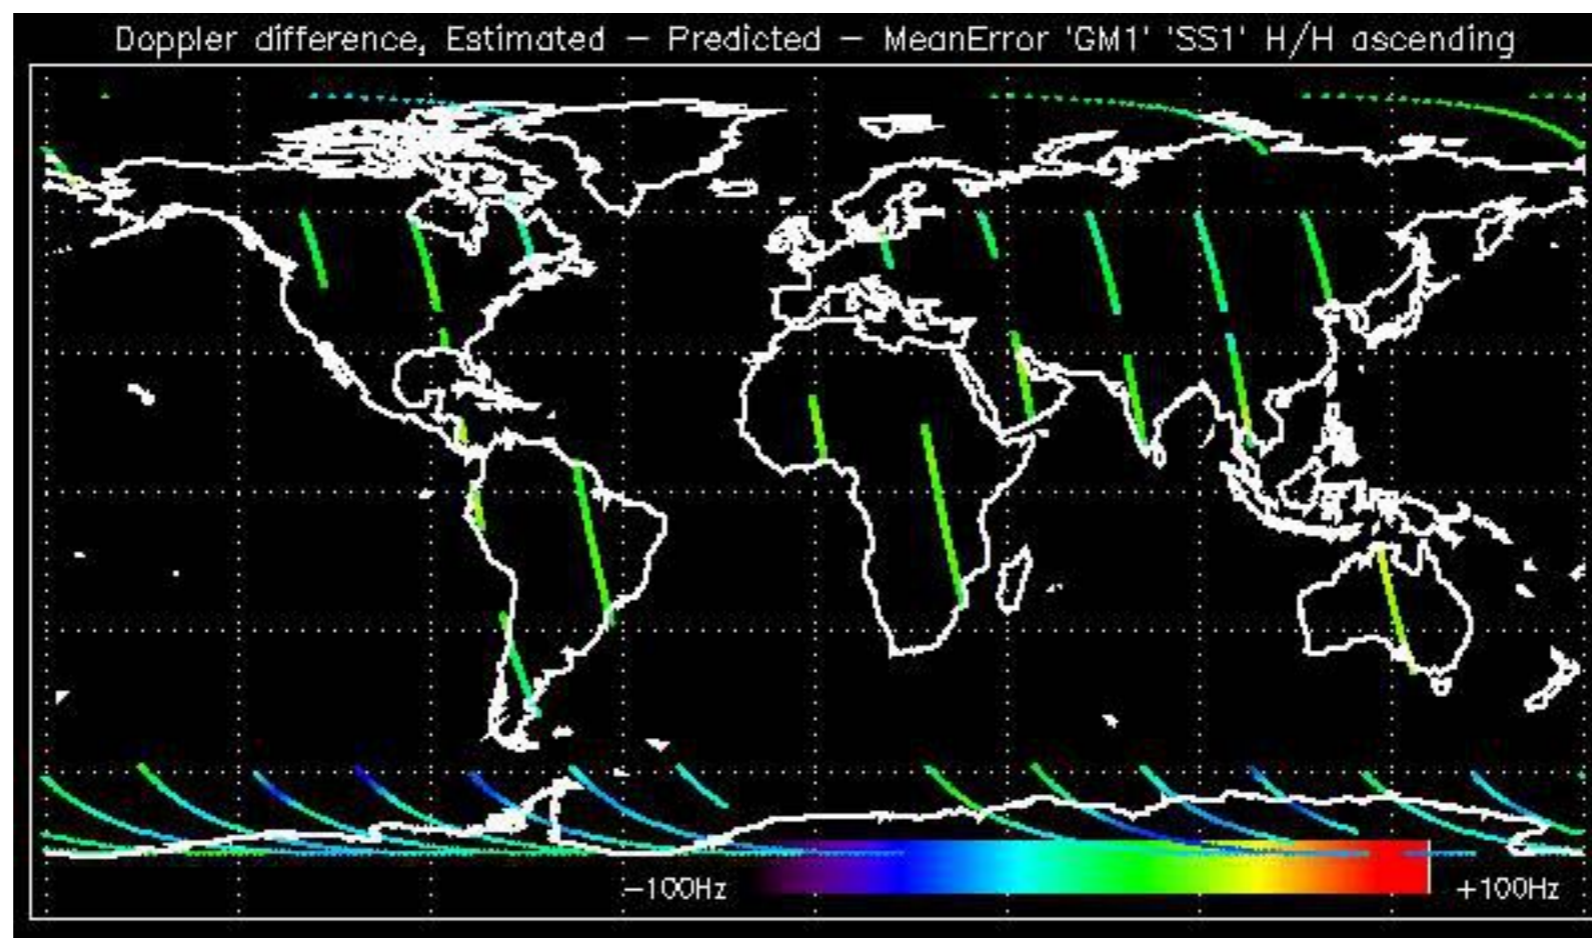 Doppler difference, Estimated – Predicted – MeanError 'GM1' 'SS1' H/H ascending
–100Hz +100Hz